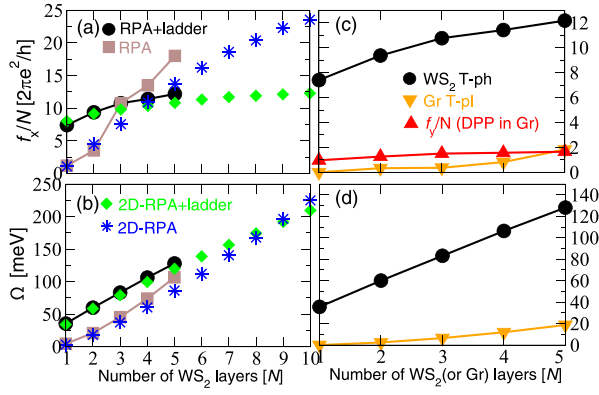 (a)
RPA+ladder
RPA
f_x/N [2πe²/h]
25
20
15
10
5
0
(c)
WS₂ T-ph
Gr T-pl
f_y/N (DPP in Gr)
12
10
8
6
4
2
0
(b)
2D-RPA+ladder
2D-RPA
Ω [meV]
250
200
150
100
50
0
1 2 3 4 5 6 7 8 9 10
Number of WS₂ layers [N]
(d)
140
120
100
80
60
40
20
0
1 2 3 4 5
Number of WS₂(or Gr) layers [N]